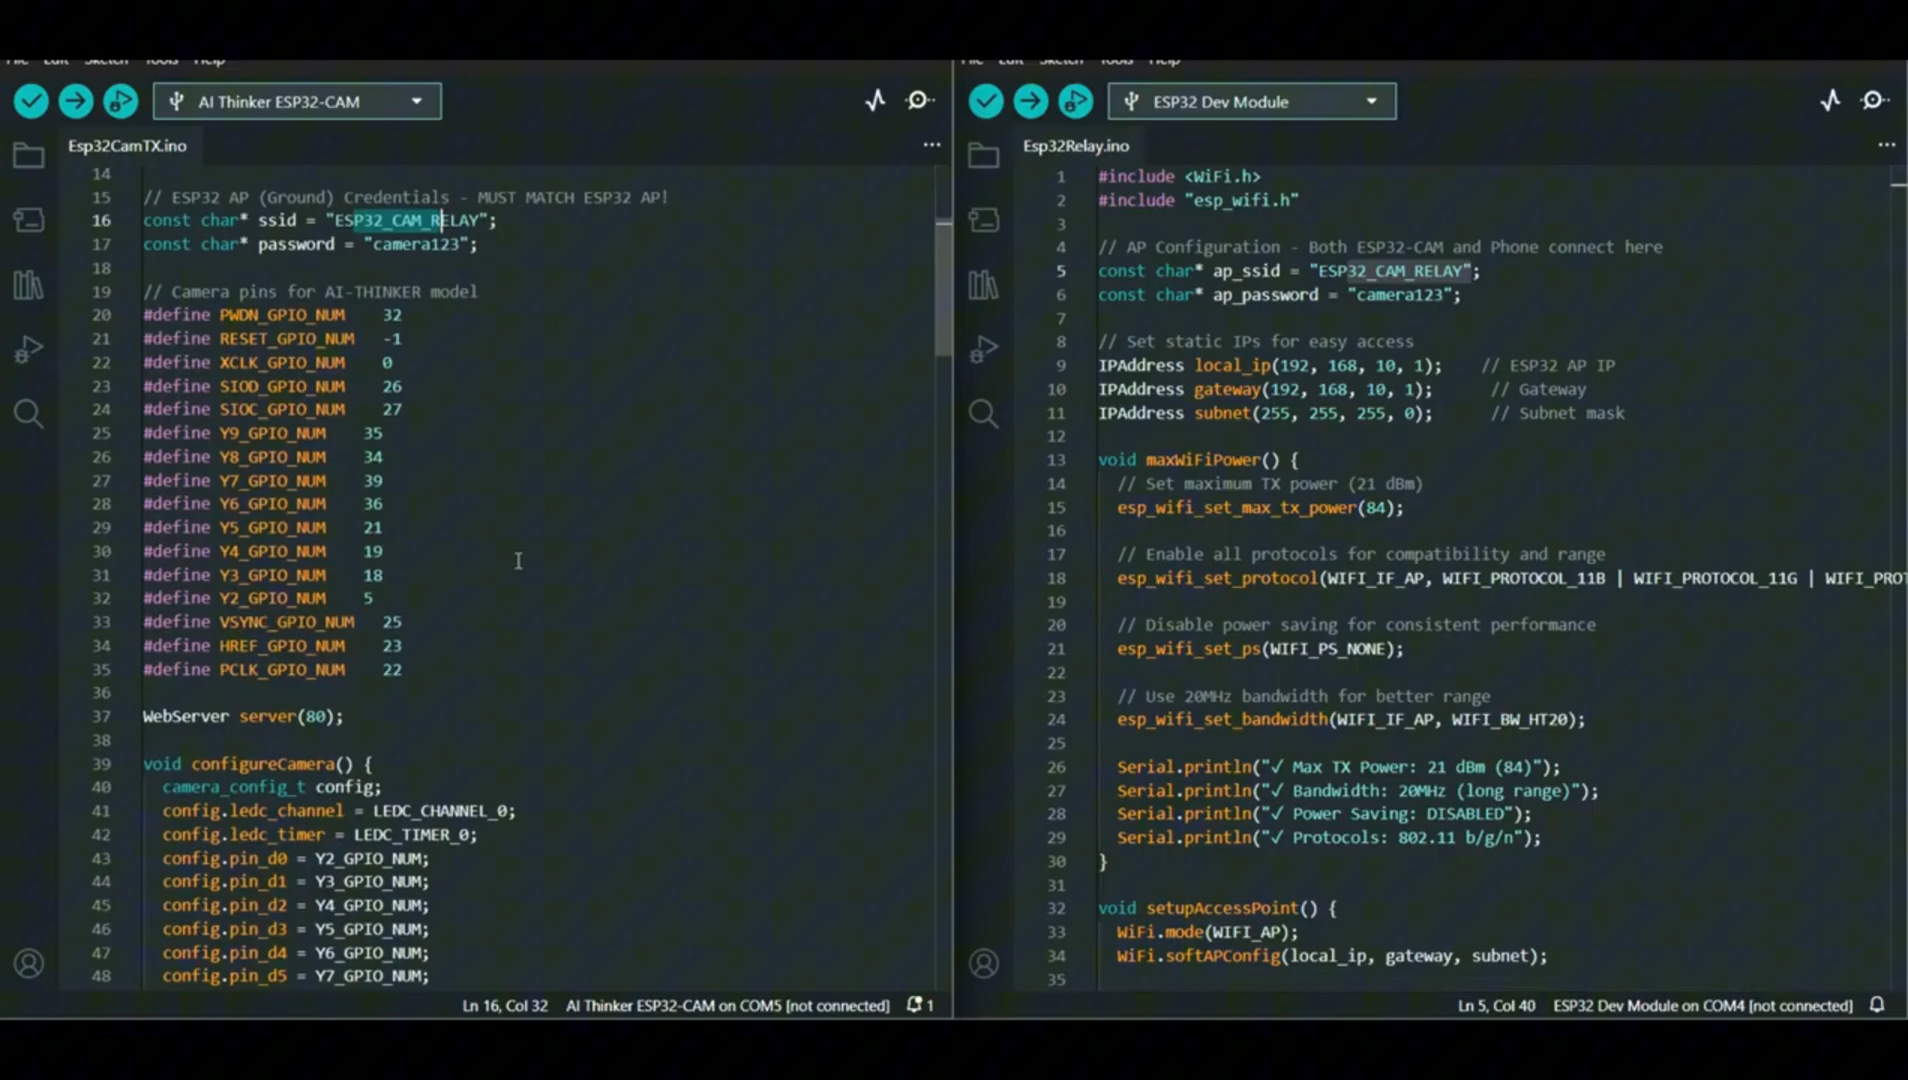 File Edit Sketch Tools Help
AI Thinker ESP32-CAM
Esp32CamTX.ino
14
15 // ESP32 AP (Ground) Credentials - MUST MATCH ESP32 AP!
16 const char* ssid = "ESP32_CAM_RELAY";
17 const char* password = "camera123";
18
19 // Camera pins for AI-THINKER model
20 #define PWDN_GPIO_NUM 32
21 #define RESET_GPIO_NUM -1
22 #define XCLK_GPIO_NUM 0
23 #define SIOD_GPIO_NUM 26
24 #define SIOC_GPIO_NUM 27
25 #define Y9_GPIO_NUM 35
26 #define Y8_GPIO_NUM 34
27 #define Y7_GPIO_NUM 39
28 #define Y6_GPIO_NUM 36
29 #define Y5_GPIO_NUM 21
30 #define Y4_GPIO_NUM 19
31 #define Y3_GPIO_NUM 18
32 #define Y2_GPIO_NUM 5
33 #define VSYNC_GPIO_NUM 25
34 #define HREF_GPIO_NUM 23
35 #define PCLK_GPIO_NUM 22
36
37 WebServer server(80);
38
39 void configureCamera() {
40 camera_config_t config;
41 config.ledc_channel = LEDC_CHANNEL_0;
42 config.ledc_timer = LEDC_TIMER_0;
43 config.pin_d0 = Y2_GPIO_NUM;
44 config.pin_d1 = Y3_GPIO_NUM;
45 config.pin_d2 = Y4_GPIO_NUM;
46 config.pin_d3 = Y5_GPIO_NUM;
47 config.pin_d4 = Y6_GPIO_NUM;
48 config.pin_d5 = Y7_GPIO_NUM;
Ln 16, Col 32 AI Thinker ESP32-CAM on COM5 [not connected] 1
File Edit Sketch Tools Help
ESP32 Dev Module
Esp32Relay.ino
1 #include <WiFi.h>
2 #include "esp_wifi.h"
3
4 // AP Configuration - Both ESP32-CAM and Phone connect here
5 const char* ap_ssid = "ESP32_CAM_RELAY";
6 const char* ap_password = "camera123";
7
8 // Set static IPs for easy access
9 IPAddress local_ip(192, 168, 10, 1); // ESP32 AP IP
10 IPAddress gateway(192, 168, 10, 1); // Gateway
11 IPAddress subnet(255, 255, 255, 0); // Subnet mask
12
13 void maxWiFiPower() {
14 // Set maximum TX power (21 dBm)
15 esp_wifi_set_max_tx_power(84);
16
17 // Enable all protocols for compatibility and range
18 esp_wifi_set_protocol(WIFI_IF_AP, WIFI_PROTOCOL_11B | WIFI_PROTOCOL_11G | WIFI_PROT
19
20 // Disable power saving for consistent performance
21 esp_wifi_set_ps(WIFI_PS_NONE);
22
23 // Use 20MHz bandwidth for better range
24 esp_wifi_set_bandwidth(WIFI_IF_AP, WIFI_BW_HT20);
25
26 Serial.println("✓ Max TX Power: 21 dBm (84)");
27 Serial.println("✓ Bandwidth: 20MHz (long range)");
28 Serial.println("✓ Power Saving: DISABLED");
29 Serial.println("✓ Protocols: 802.11 b/g/n");
30 }
31
32 void setupAccessPoint() {
33 WiFi.mode(WIFI_AP);
34 WiFi.softAPConfig(local_ip, gateway, subnet);
35
Ln 5, Col 40 ESP32 Dev Module on COM4 [not connected]